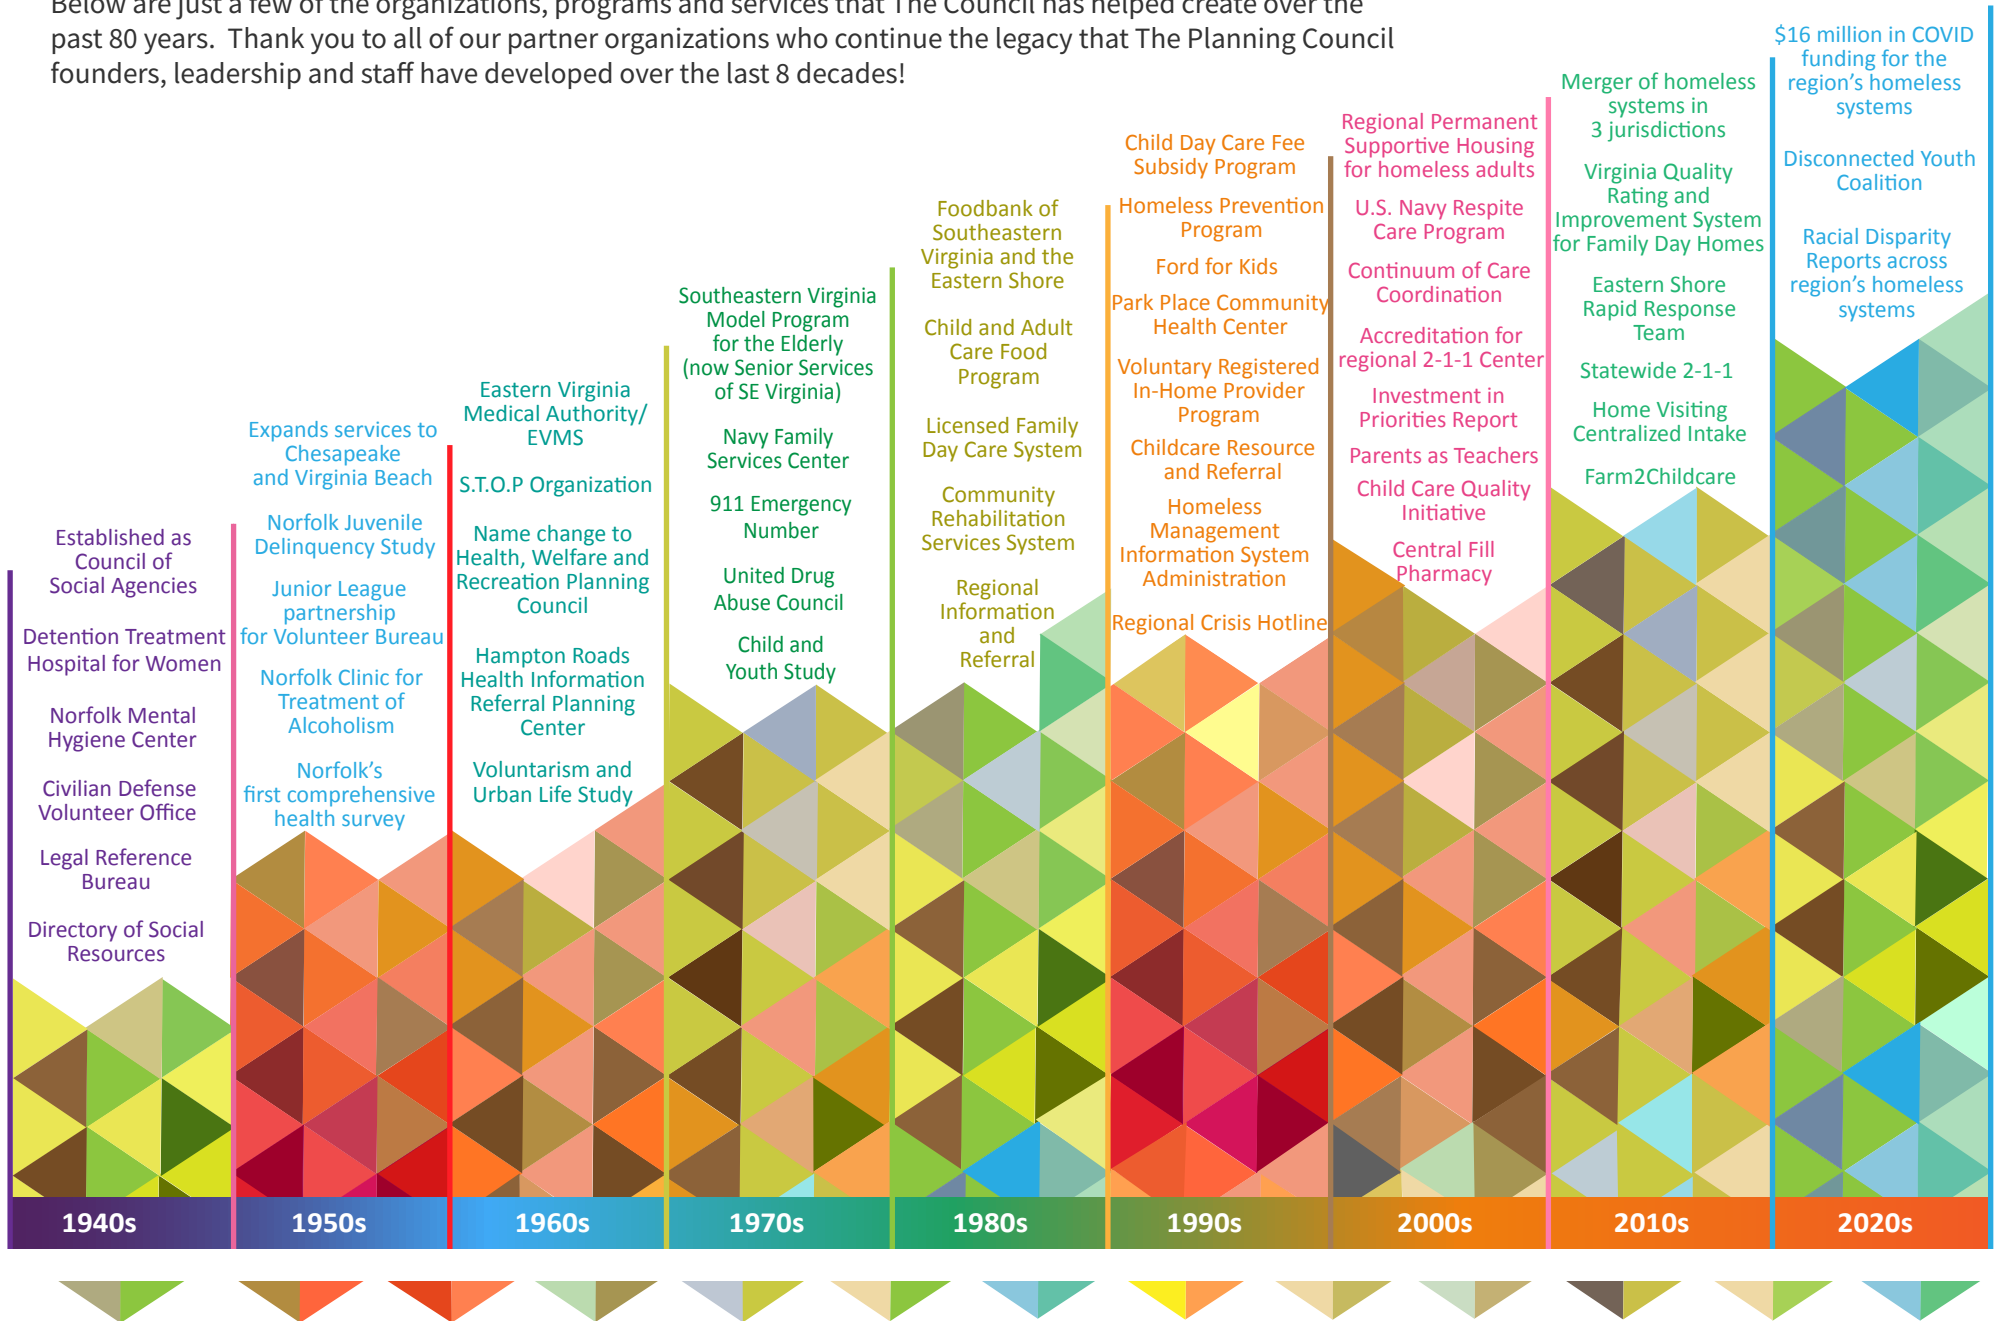 Below are just a few of the organizations, programs and services that The Council has helped create over the
past 80 years.  Thank you to all of our partner organizations who continue the legacy that The Planning Council
founders, leadership and staff have developed over the last 8 decades!
Established as
Council of
Social Agencies
Detention Treatment
Hospital for Women
Norfolk Mental
Hygiene Center
Civilian Defense
Volunteer Office
Legal Reference
Bureau
Directory of Social
Resources
Expands services to
Chesapeake
and Virginia Beach
Norfolk Juvenile
Delinquency Study
Junior League
partnership
for Volunteer Bureau
Norfolk Clinic for
Treatment of
Alcoholism
Norfolk's
first comprehensive
health survey
Eastern Virginia
Medical Authority/
EVMS
S.T.O.P Organization
Name change to
Health, Welfare and
Recreation Planning
Council
Hampton Roads
Health Information
Referral Planning
Center
Voluntarism and
Urban Life Study
Southeastern Virginia
Model Program
for the Elderly
(now Senior Services
of SE Virginia)
Navy Family
Services Center
911 Emergency
Number
United Drug
Abuse Council
Child and
Youth Study
Foodbank of
Southeastern
Virginia and the
Eastern Shore
Child and Adult
Care Food
Program
Licensed Family
Day Care System
Community
Rehabilitation
Services System
Regional
Information
and
Referral
Child Day Care Fee
Subsidy Program
Homeless Prevention
Program
Ford for Kids
Park Place Community
Health Center
Voluntary Registered
In-Home Provider
Program
Childcare Resource
and Referral
Homeless
Management
Information System
Administration
Regional Crisis Hotline
Regional Permanent
Supportive Housing
for homeless adults
U.S. Navy Respite
Care Program
Continuum of Care
Coordination
Accreditation for
regional 2-1-1 Center
Investment in
Priorities Report
Parents as Teachers
Child Care Quality
Initiative
Central Fill
Pharmacy
Merger of homeless
systems in
3 jurisdictions
Virginia Quality
Rating and
Improvement System
for Family Day Homes
Eastern Shore
Rapid Response
Team
Statewide 2-1-1
Home Visiting
Centralized Intake
Farm2Childcare
$16 million in COVID
funding for the
region's homeless
systems
Disconnected Youth
Coalition
Racial Disparity
Reports across
region's homeless
systems
1940s
1950s
1960s
1970s
1980s
1990s
2000s
2010s
2020s